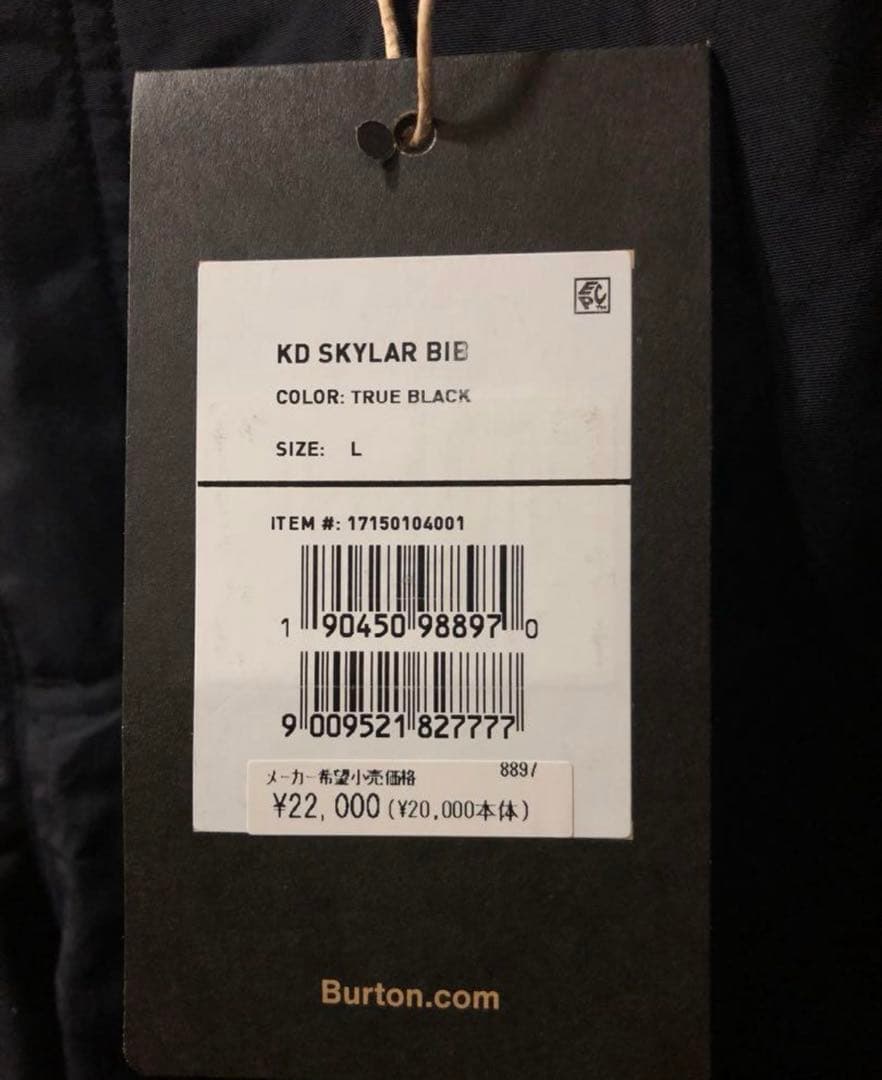 KD SKYLAR BIB
COLOR: TRUE BLACK
SIZE: L
ITEM #: 17150104001
1 90450 98897 0
9 009521 827777
メーカー希望小売価格 8897
¥22,000 (¥20,000本体)
Burton.com